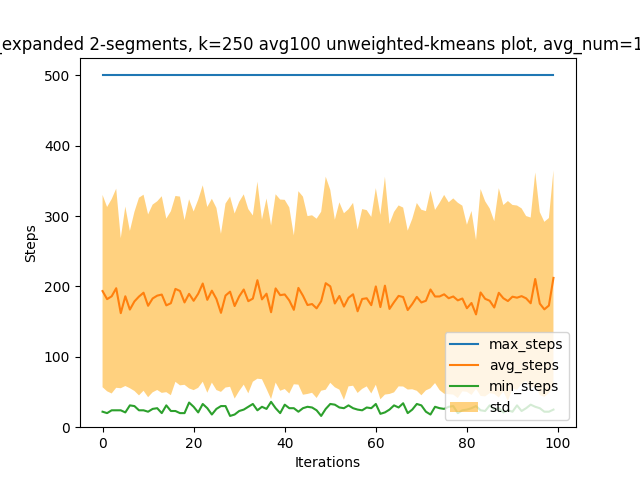 _expanded 2-segments, k=250 avg100 unweighted-kmeans plot, avg_num=1
500
400
300
200
100
0
Steps
0 20 40 60 80 100
Iterations
max_steps
avg_steps
min_steps
std